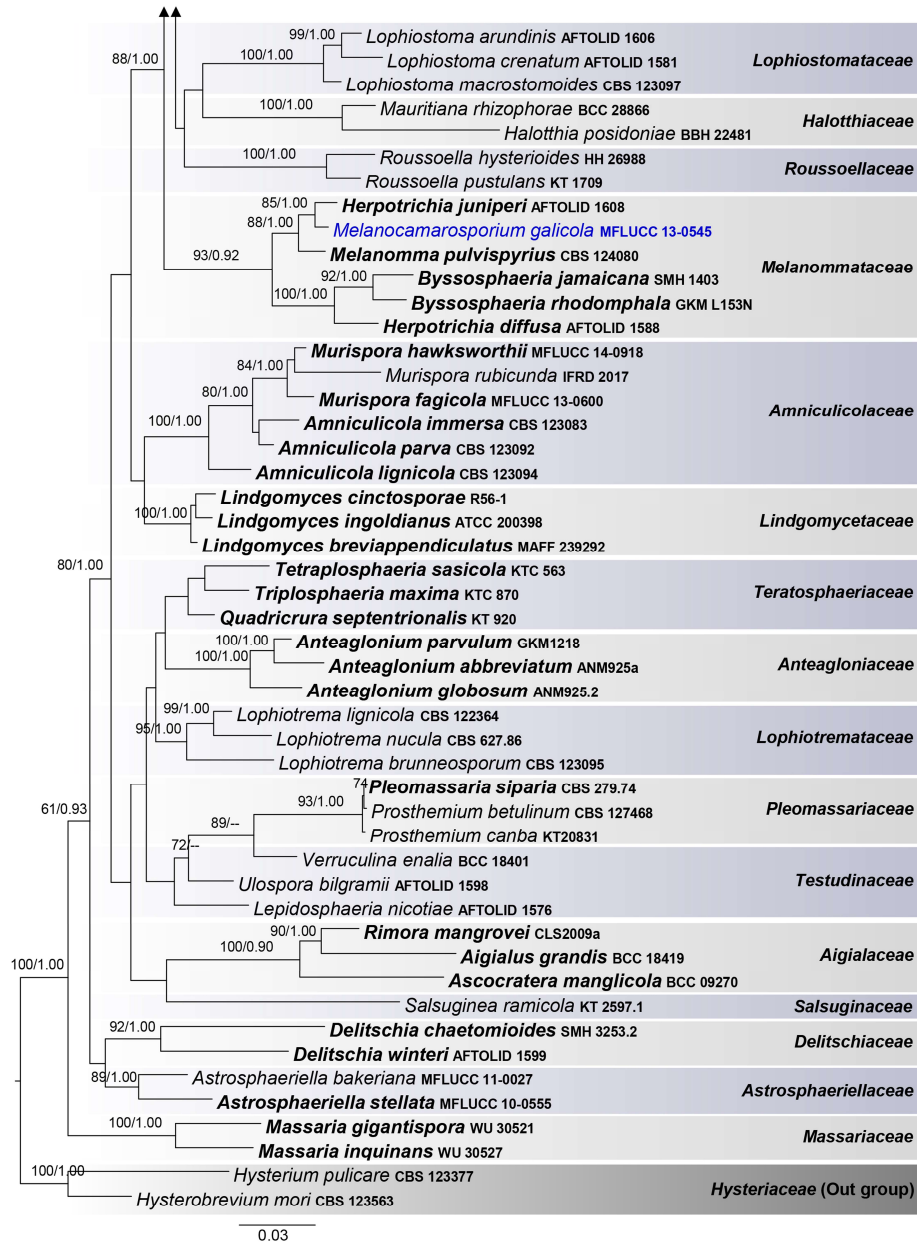 99/1.00
Lophiostoma arundinis AFTOLID 1606
88/1.00
100/1.00
Lophiostoma crenatum AFTOLID 1581
Lophiostomataceae
Lophiostoma macrostomoides CBS 123097
100/1.00
Mauritiana rhizophorae BCC 28866
Halotthiaceae
Halotthia posidoniae BBH 22481
100/1.00
Roussoella hysterioides HH 26988
Roussoellaceae
Roussoella pustulans KT 1709
85/1.00
Herpotrichia juniperi AFTOLID 1608
88/1.00
Melanocamarosporium galicola MFLUCC 13-0545
93/0.92
Melanomma pulvispyrius CBS 124080
Melanommataceae
92/1.00
Byssosphaeria jamaicana SMH 1403
100/1.00
Byssosphaeria rhodomphala GKM L153N
Herpotrichia diffusa AFTOLID 1588
Murispora hawksworthii MFLUCC 14-0918
84/1.00
Murispora rubicunda IFRD 2017
80/1.00
Murispora fagicola MFLUCC 13-0600
Amniculicolaceae
100/1.00
Amniculicola immersa CBS 123083
Amniculicola parva CBS 123092
Amniculicola lignicola CBS 123094
Lindgomyces cinctosporae R56-1
100/1.00
Lindgomyces ingoldianus ATCC 200398
Lindgomycetaceae
Lindgomyces breviappendiculatus MAFF 239292
80/1.00
Tetraplosphaeria sasicola KTC 563
Triplosphaeria maxima KTC 870
Teratosphaeriaceae
Quadricrura septentrionalis KT 920
100/1.00
Anteaglonium parvulum GKM1218
100/1.00
Anteaglonium abbreviatum ANM925a
Anteagloniaceae
Anteaglonium globosum ANM925.2
99/1.00
Lophiotrema lignicola CBS 122364
95/1.00
Lophiotrema nucula CBS 627.86
Lophiotremataceae
Lophiotrema brunneosporum CBS 123095
74
Pleomassaria siparia CBS 279.74
61/0.93
93/1.00
Prosthemium betulinum CBS 127468
Pleomassariaceae
89/--
Prosthemium canba KT20831
72/--
Verruculina enalia BCC 18401
Ulospora bilgramii AFTOLID 1598
Testudinaceae
Lepidosphaeria nicotiae AFTOLID 1576
90/1.00
Rimora mangrovei CLS2009a
100/0.90
Aigialus grandis BCC 18419
Aigialaceae
100/1.00
Ascocratera manglicola BCC 09270
Salsuginea ramicola KT 2597.1
Salsuginaceae
92/1.00
Delitschia chaetomioides SMH 3253.2
Delitschiaceae
Delitschia winteri AFTOLID 1599
89/1.00
Astrosphaeriella bakeriana MFLUCC 11-0027
Astrosphaeriellaceae
Astrosphaeriella stellata MFLUCC 10-0555
100/1.00
Massaria gigantispora WU 30521
Massariaceae
Massaria inquinans WU 30527
100/1.00
Hysterium pulicare CBS 123377
Hysteriaceae (Out group)
Hysterobrevium mori CBS 123563
0.03